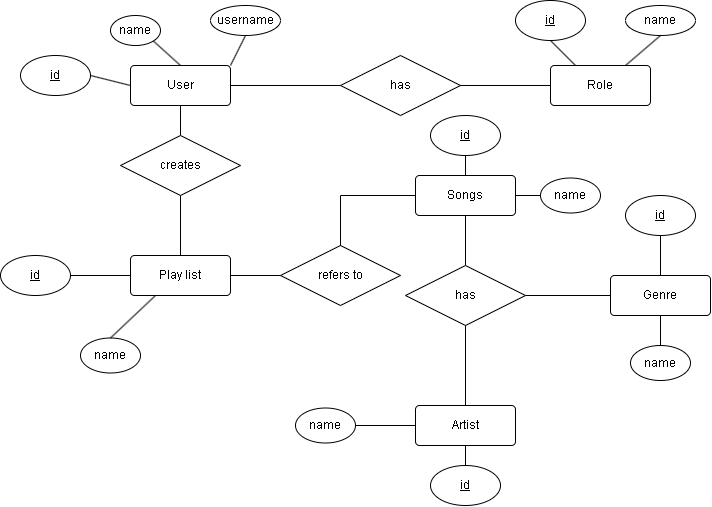 username
id
name
name
id
User
has
Role
id
creates
Songs
name
id
id
Play list
refers to
has
Genre
name
name
name
Artist
id